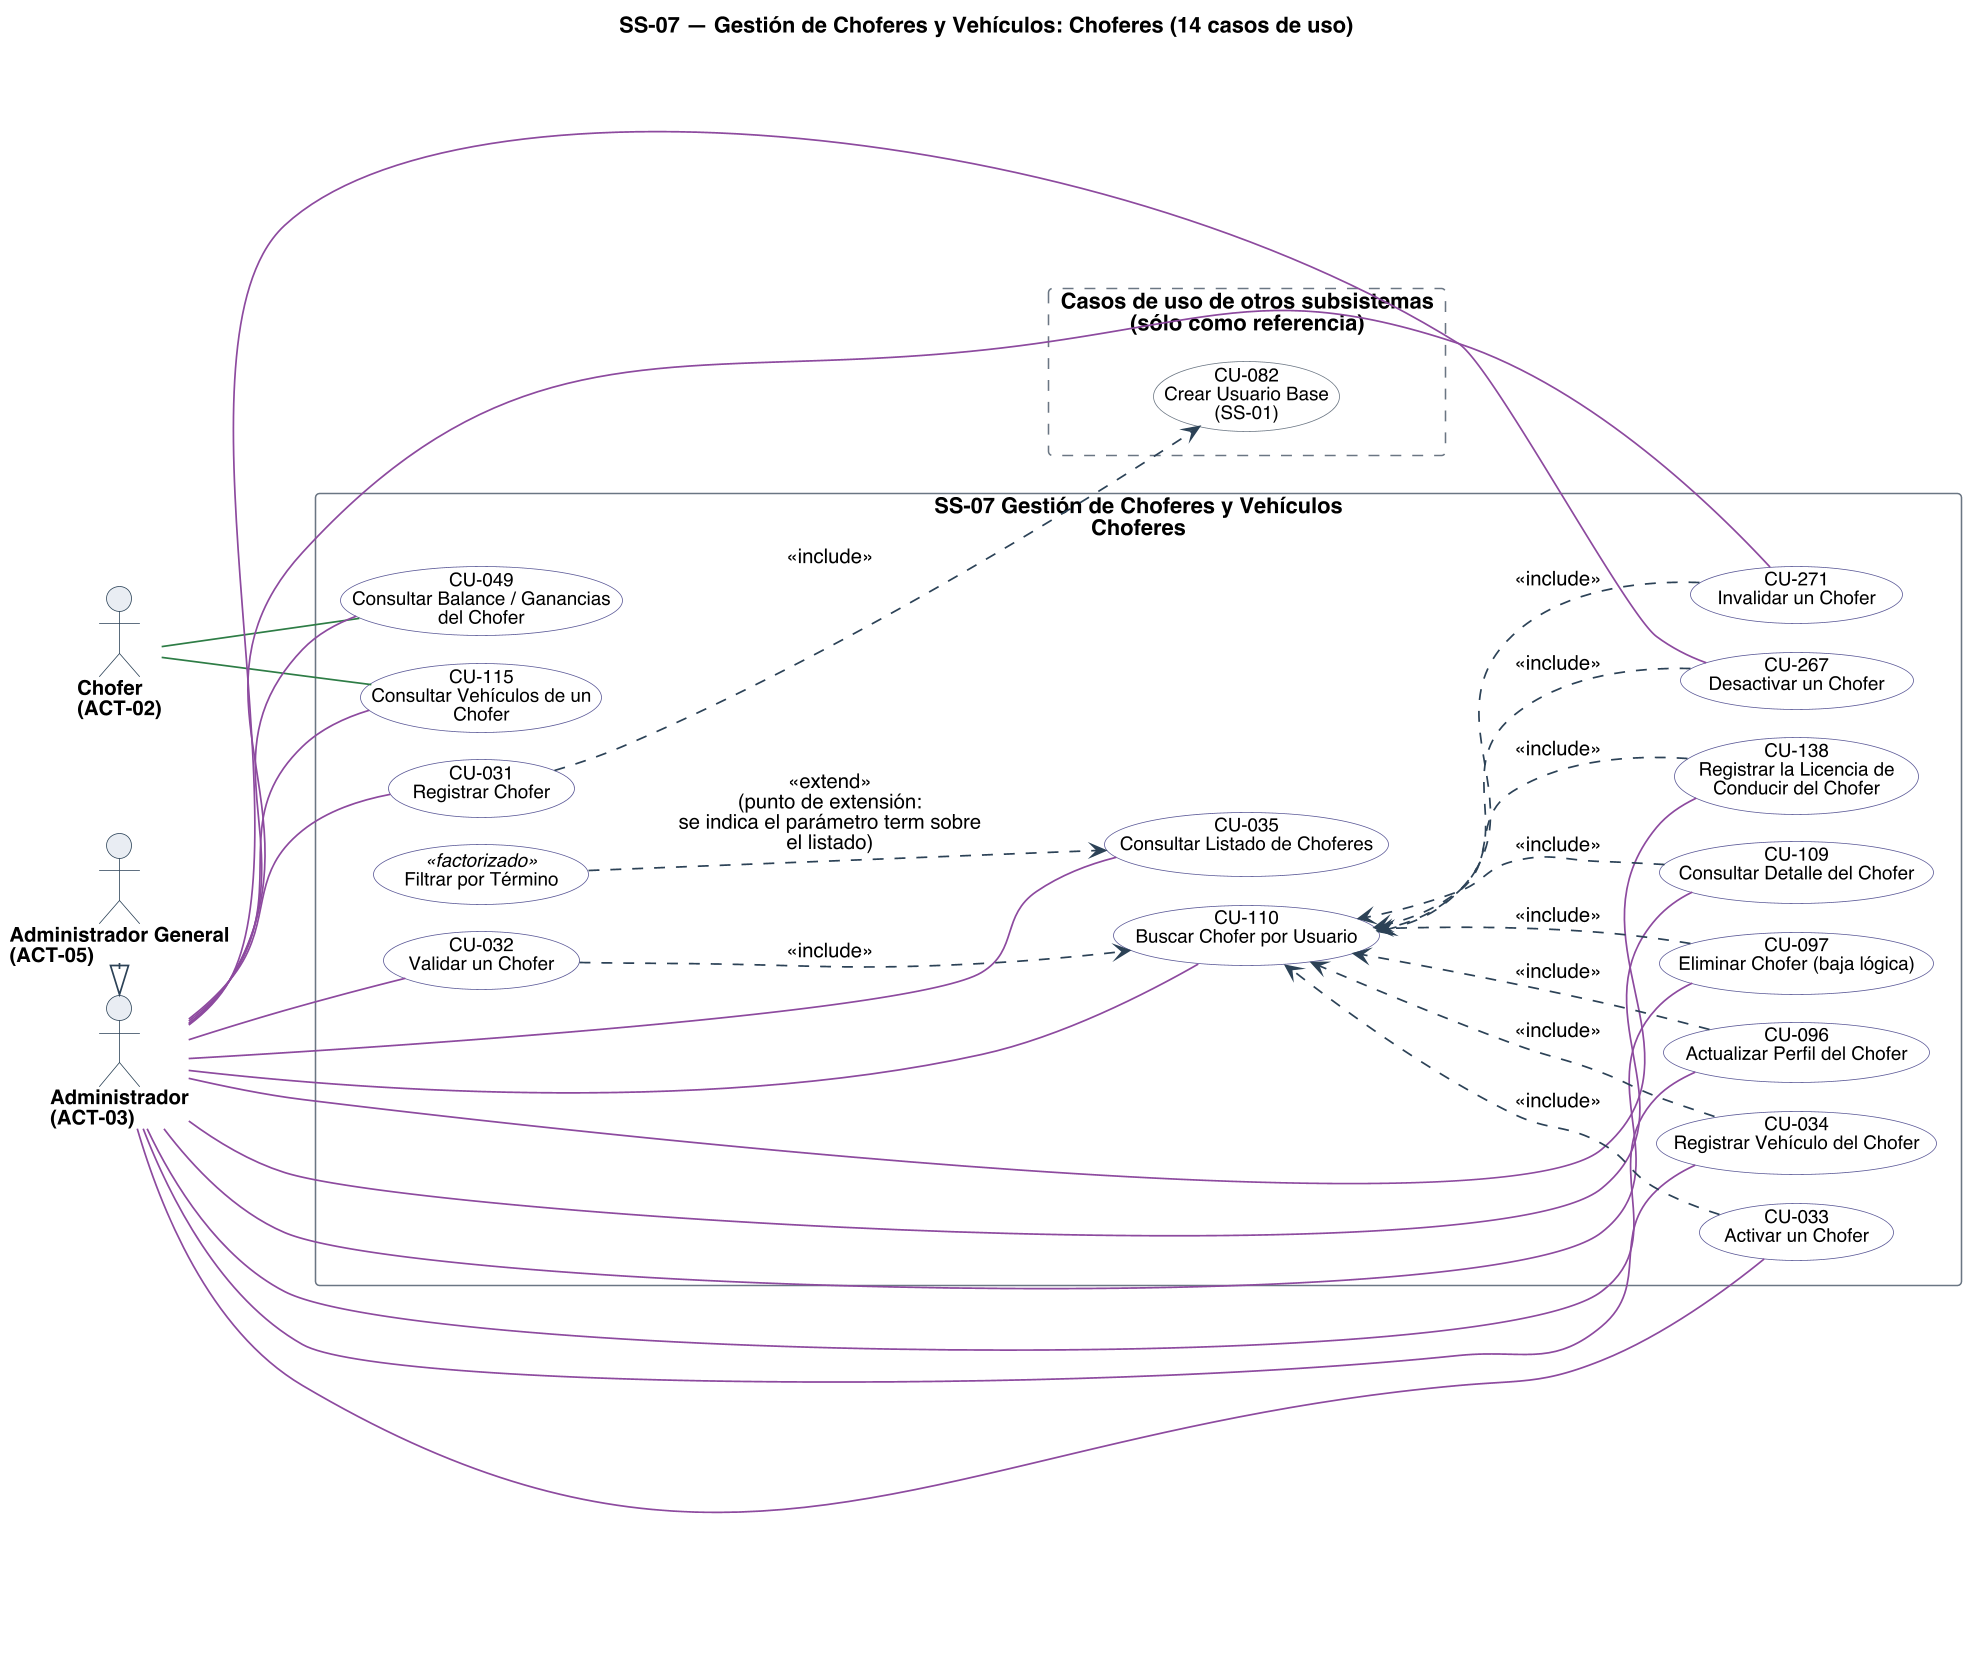 SS-07 — Gestión de Choferes y Vehículos: Choferes (14 casos de uso)
Casos de uso de otros subsistemas
(sólo como referencia)
CU-082
Crear Usuario Base
(SS-01)
SS-07 Gestión de Choferes y Vehículos
Choferes
«include»
CU-049
Consultar Balance / Ganancias
del Chofer
CU-115
Consultar Vehículos de un
Chofer
CU-031
Registrar Chofer
«extend»
(punto de extensión:
se indica el parámetro term sobre
el listado)
«factorizado»
Filtrar por Término
CU-032
Validar un Chofer
«include»
CU-035
Consultar Listado de Choferes
CU-110
Buscar Chofer por Usuario
«include»
CU-271
Invalidar un Chofer
«include»
CU-267
Desactivar un Chofer
«include»
CU-138
Registrar la Licencia de
Conducir del Chofer
«include»
CU-109
Consultar Detalle del Chofer
«include»
CU-097
Eliminar Chofer (baja lógica)
«include»
CU-096
Actualizar Perfil del Chofer
«include»
CU-034
Registrar Vehículo del Chofer
«include»
CU-033
Activar un Chofer
Chofer
(ACT-02)
Administrador General
(ACT-05)
Administrador
(ACT-03)